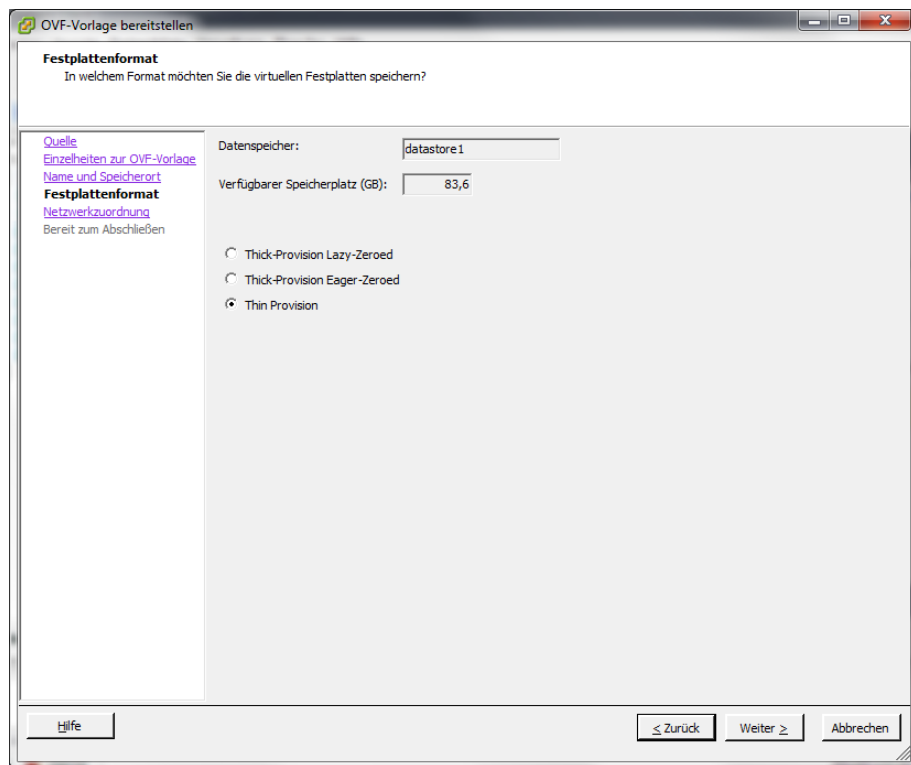 OVF-Vorlage bereitstellen
Festplattenformat
In welchem Format möchten Sie die virtuellen Festplatten speichern?
Quelle
Einzelheiten zur OVF-Vorlage
Name und Speicherort
Festplattenformat
Netzwerkzuordnung
Bereit zum Abschließen
Datenspeicher:
datastore1
Verfügbarer Speicherplatz (GB):
83,6
Thick-Provision Lazy-Zeroed
Thick-Provision Eager-Zeroed
Thin Provision
Hilfe
< Zurück
Weiter >
Abbrechen